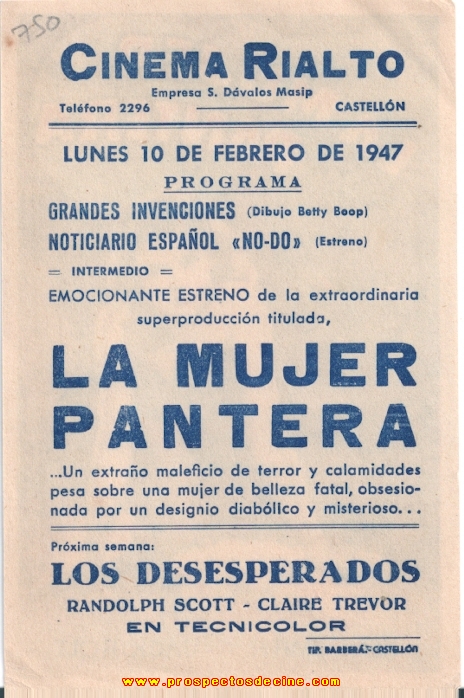 750
CINEMA RIALTO
Empresa S. Dávalos Masip
Teléfono 2296 CASTELLÓN
LUNES 10 DE FEBRERO DE 1947
PROGRAMA
GRANDES INVENCIONES (Dibujo Betty Boop)
NOTICIARIO ESPAÑOL «NO-DO» (Estreno)
= INTERMEDIO =
EMOCIONANTE ESTRENO de la extraordinaria
superproducción titulada,
LA MUJER
PANTERA
...Un extraño maleficio de terror y calamidades
pesa sobre una mujer de belleza fatal, obsesio-
nada por un designio diabólico y misterioso...
Próxima semana:
LOS DESESPERADOS
RANDOLPH SCOTT - CLAIRE TREVOR
EN TECNICOLOR
TIP. BARBERÁ.-CASTELLÓN
www.prospectosdecine.com